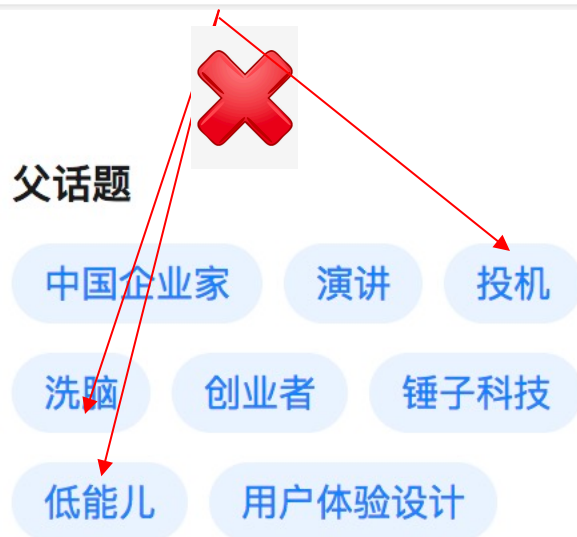 父话题
中国企业家 演讲 投机
洗脑 创业者 锤子科技
低能儿 用户体验设计